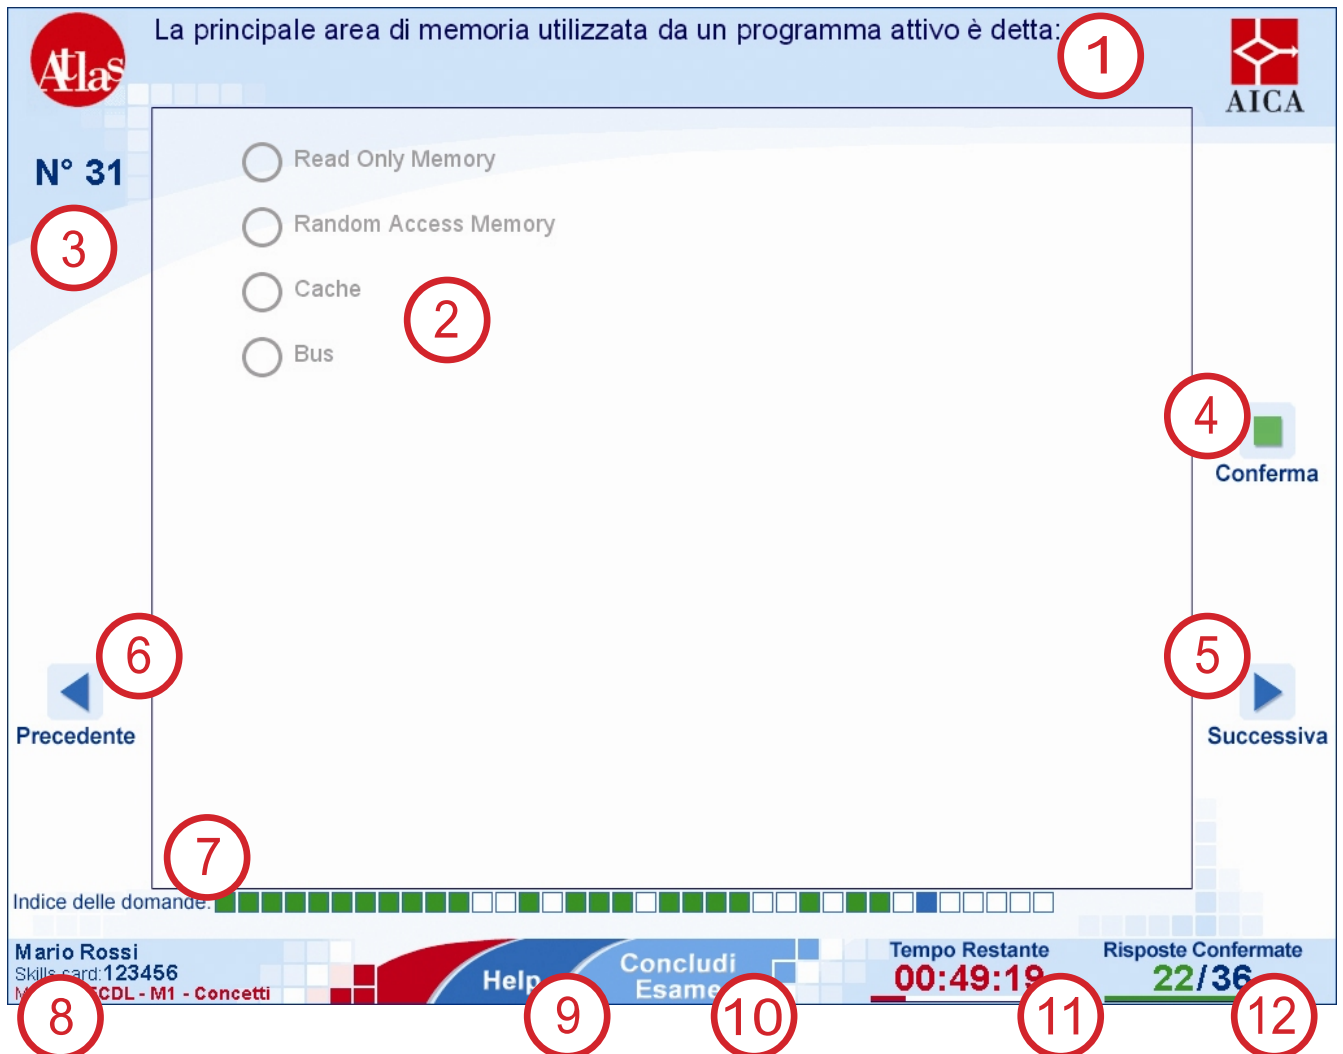 La principale area di memoria utilizzata da un programma attivo è detta:
1
Atlas
AICA
N° 31
3
Read Only Memory
Random Access Memory
Cache
2
Bus
4
Conferma
6
5
Precedente
Successiva
7
Indice delle domande:
Mario Rossi
Skills card:123456
ECDL - M1 - Concetti
8
Help
9
Concludi
Esame
10
Tempo Restante
00:49:19
11
Risposte Confermate
22/36
12